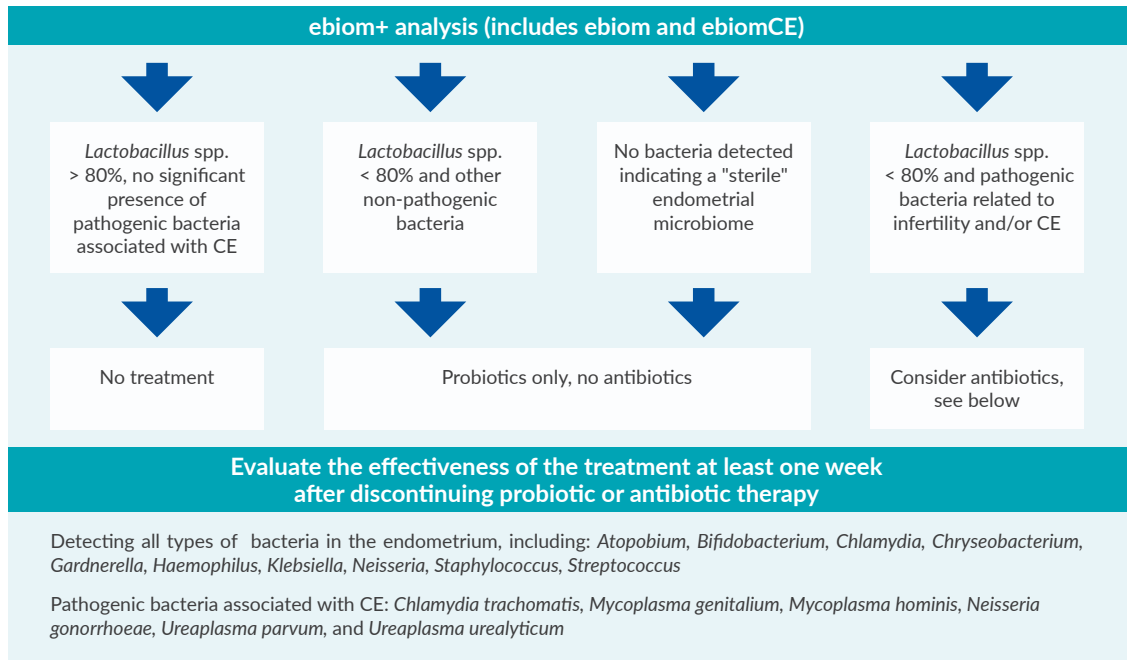 ebiom+ analysis (includes ebiom and ebiomCE)
Lactobacillus spp.
> 80%, no significant
presence of
pathogenic bacteria
associated with CE
Lactobacillus spp.
< 80% and other
non-pathogenic
bacteria
No bacteria detected
indicating a "sterile"
endometrial
microbiome
Lactobacillus spp.
< 80% and pathogenic
bacteria related to
infertility and/or CE
No treatment
Probiotics only, no antibiotics
Consider antibiotics,
see below
Evaluate the effectiveness of the treatment at least one week
after discontinuing probiotic or antibiotic therapy
Detecting all types of bacteria in the endometrium, including: Atopobium, Bifidobacterium, Chlamydia, Chryseobacterium,
Gardnerella, Haemophilus, Klebsiella, Neisseria, Staphylococcus, Streptococcus
Pathogenic bacteria associated with CE: Chlamydia trachomatis, Mycoplasma genitalium, Mycoplasma hominis, Neisseria
gonorrhoeae, Ureaplasma parvum, and Ureaplasma urealyticum